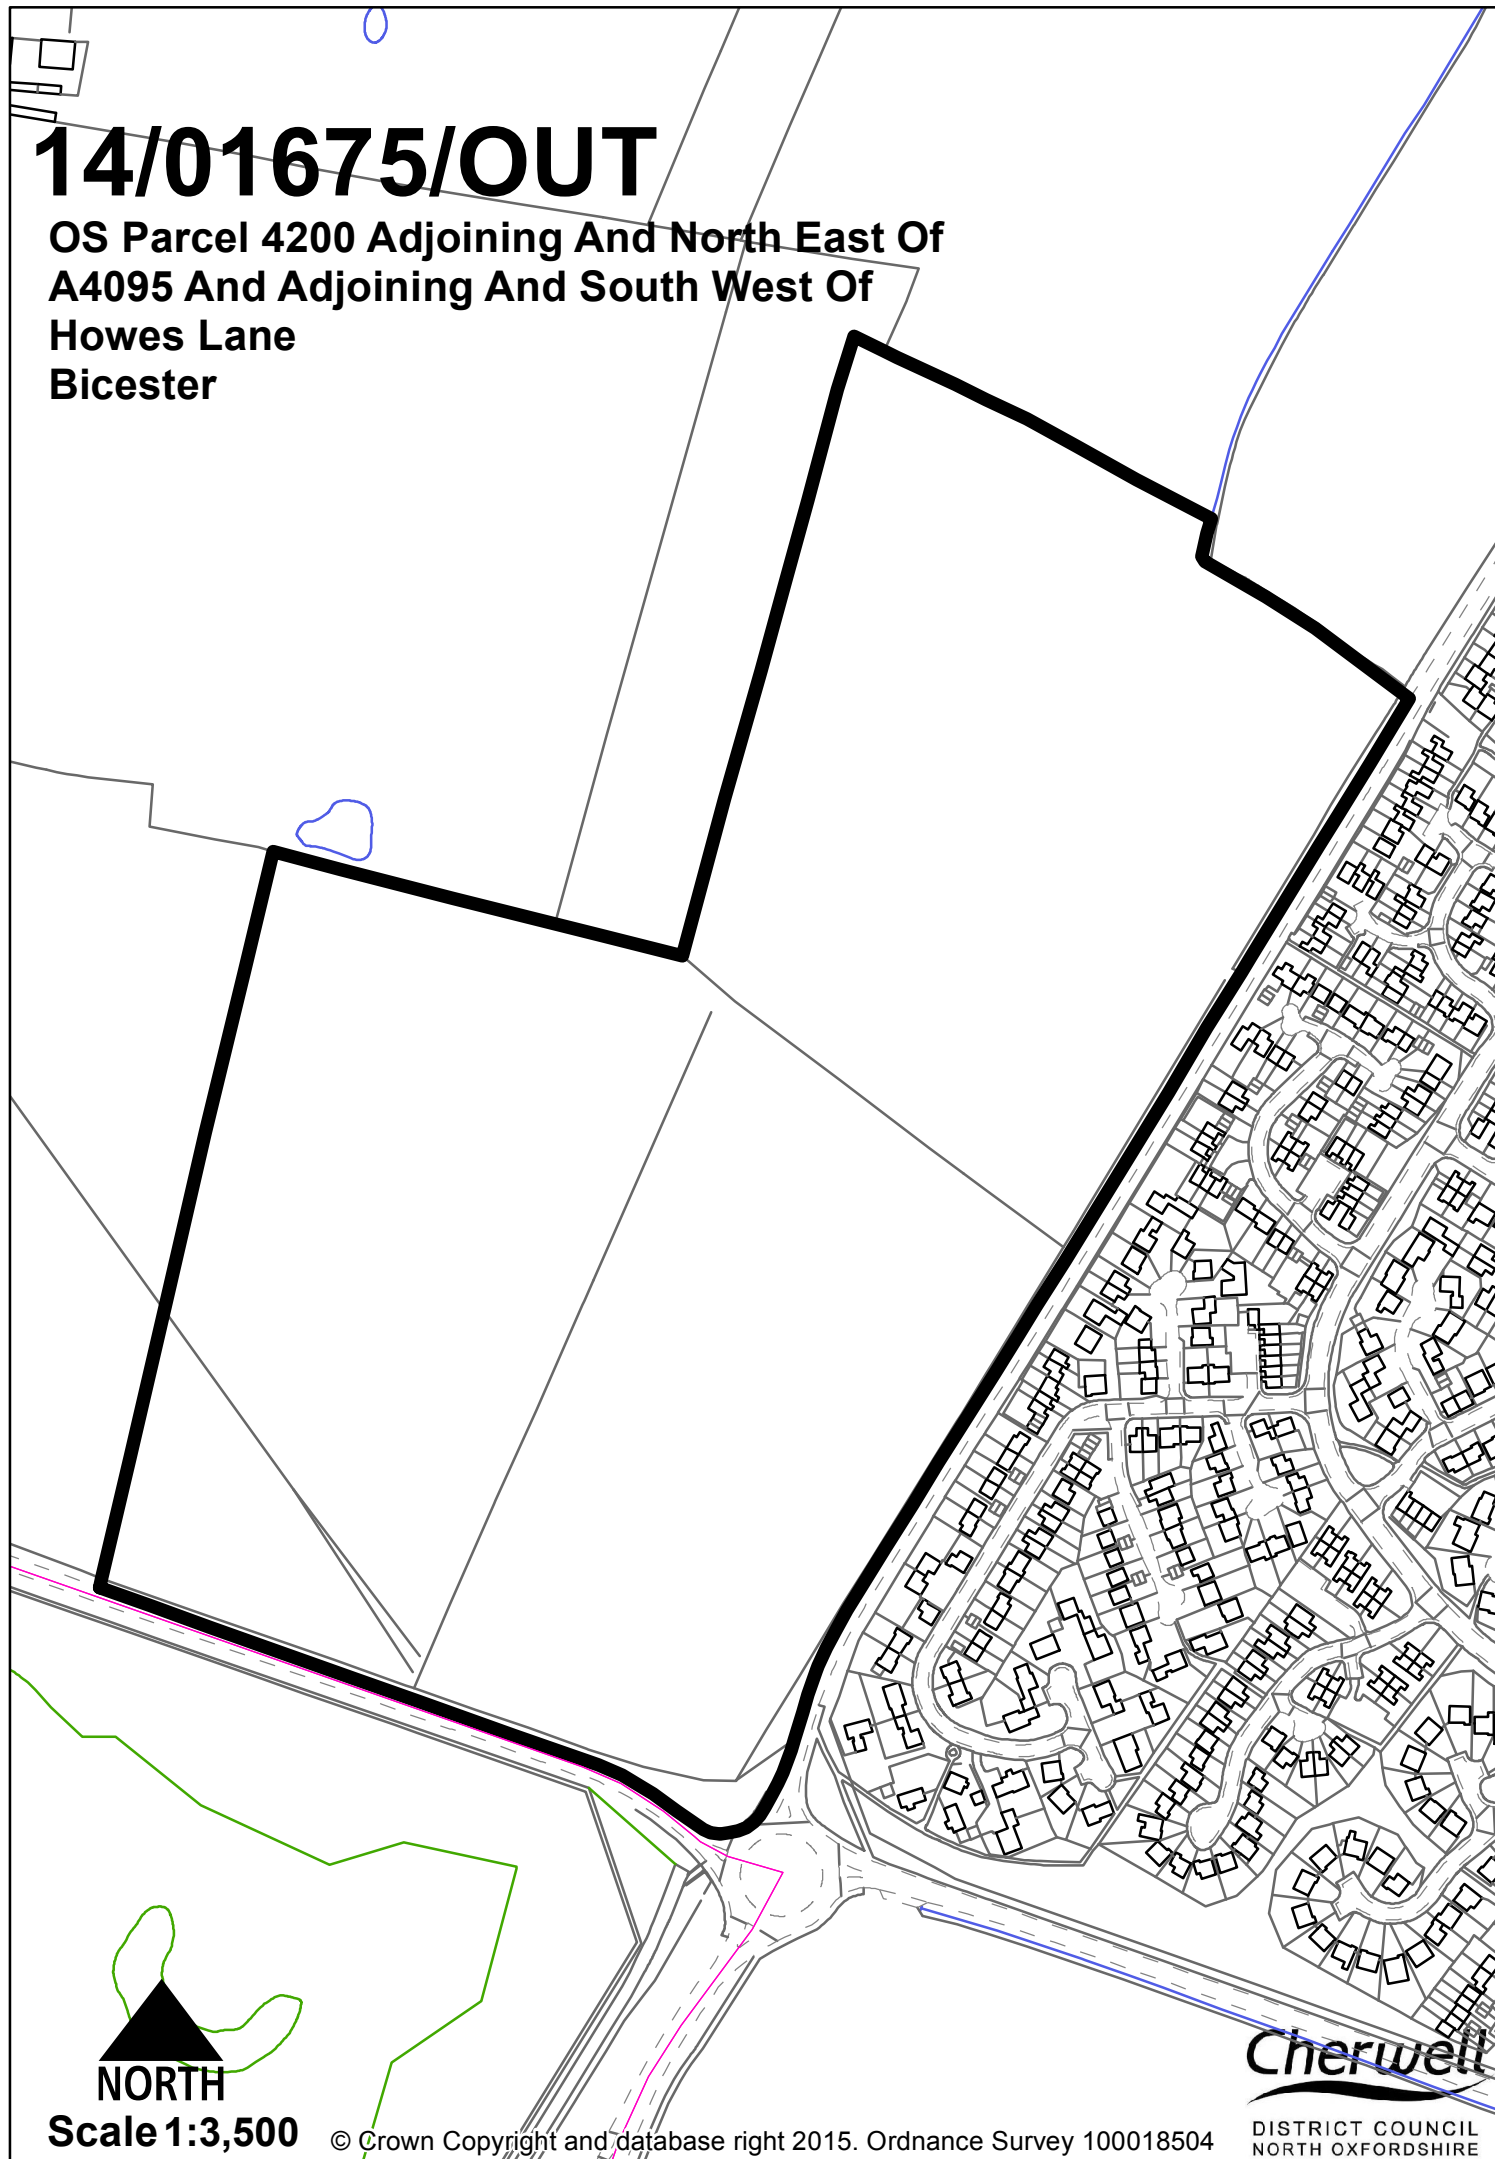 14/01675/OUT
OS Parcel 4200 Adjoining And North East Of
A4095 And Adjoining And South West Of
Howes Lane
Bicester
NORTH
Scale 1:3,500
© Crown Copyright and database right 2015. Ordnance Survey 100018504
Cherwell
DISTRICT COUNCIL
NORTH OXFORDSHIRE